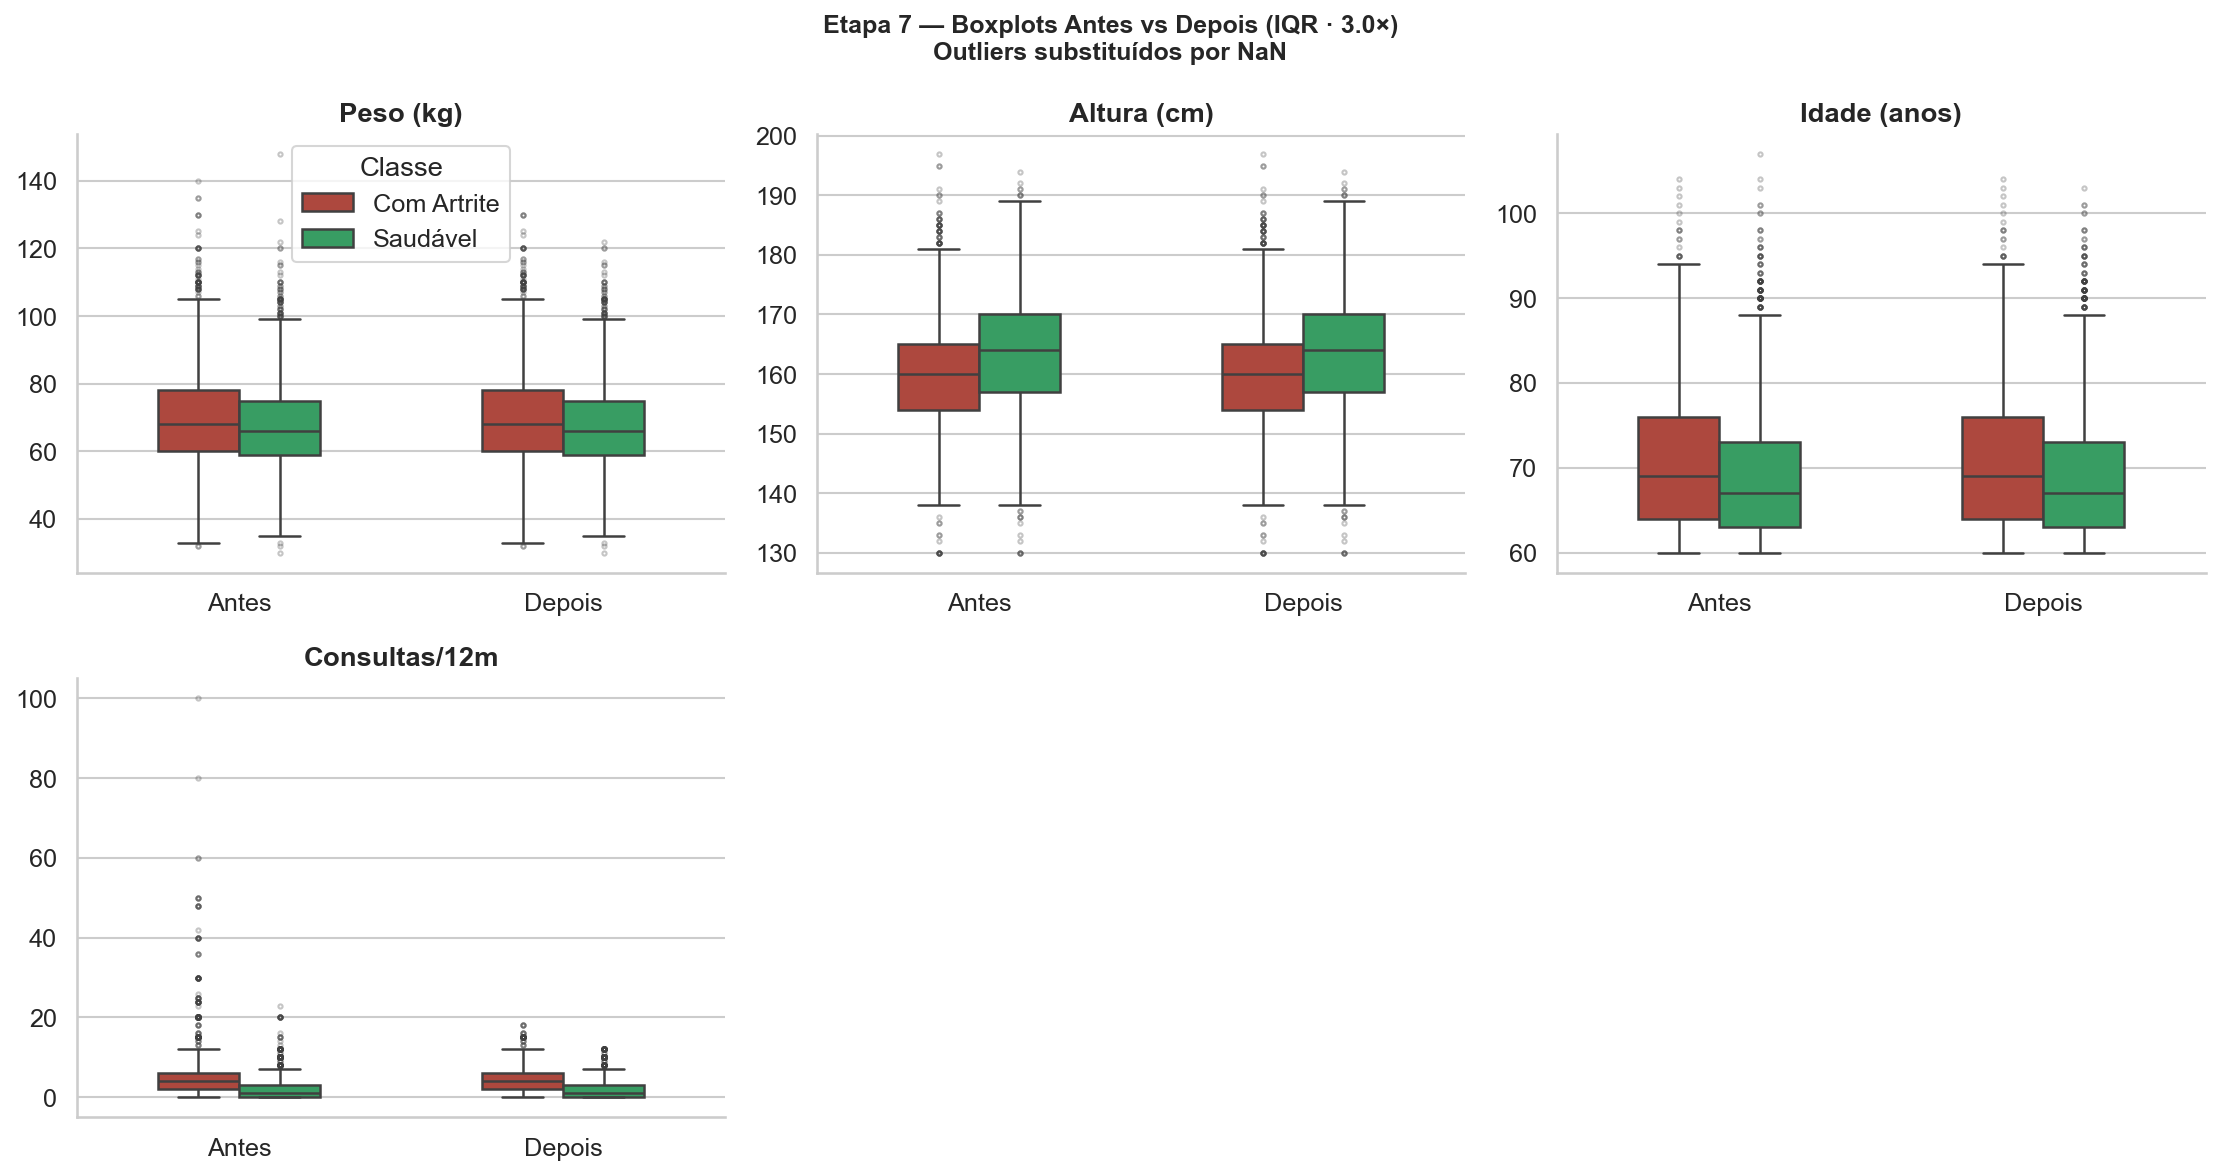 Etapa 7 — Boxplots Antes vs Depois (IQR · 3.0×)
Outliers substituídos por NaN
Peso (kg)
140
120
100
80
60
40
Classe
Com Artrite
Saudável
Antes
Depois
Altura (cm)
200
190
180
170
160
150
140
130
Antes
Depois
Idade (anos)
100
90
80
70
60
Antes
Depois
Consultas/12m
100
80
60
40
20
0
Antes
Depois